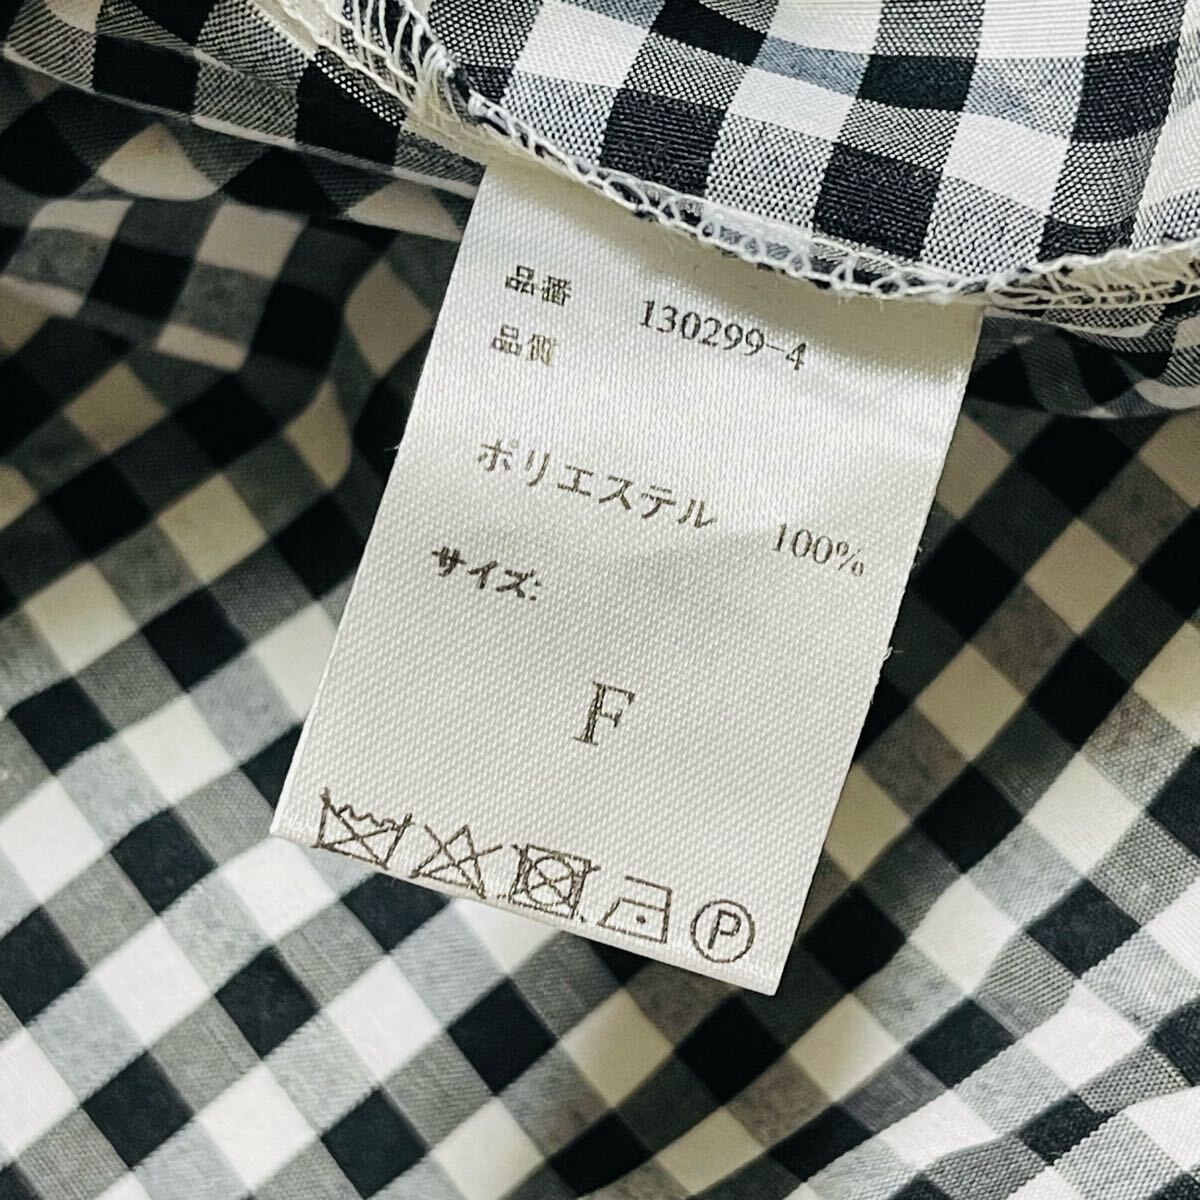 品番 130299-4
品質
ポリエステル 100%
サイズ:
F
P